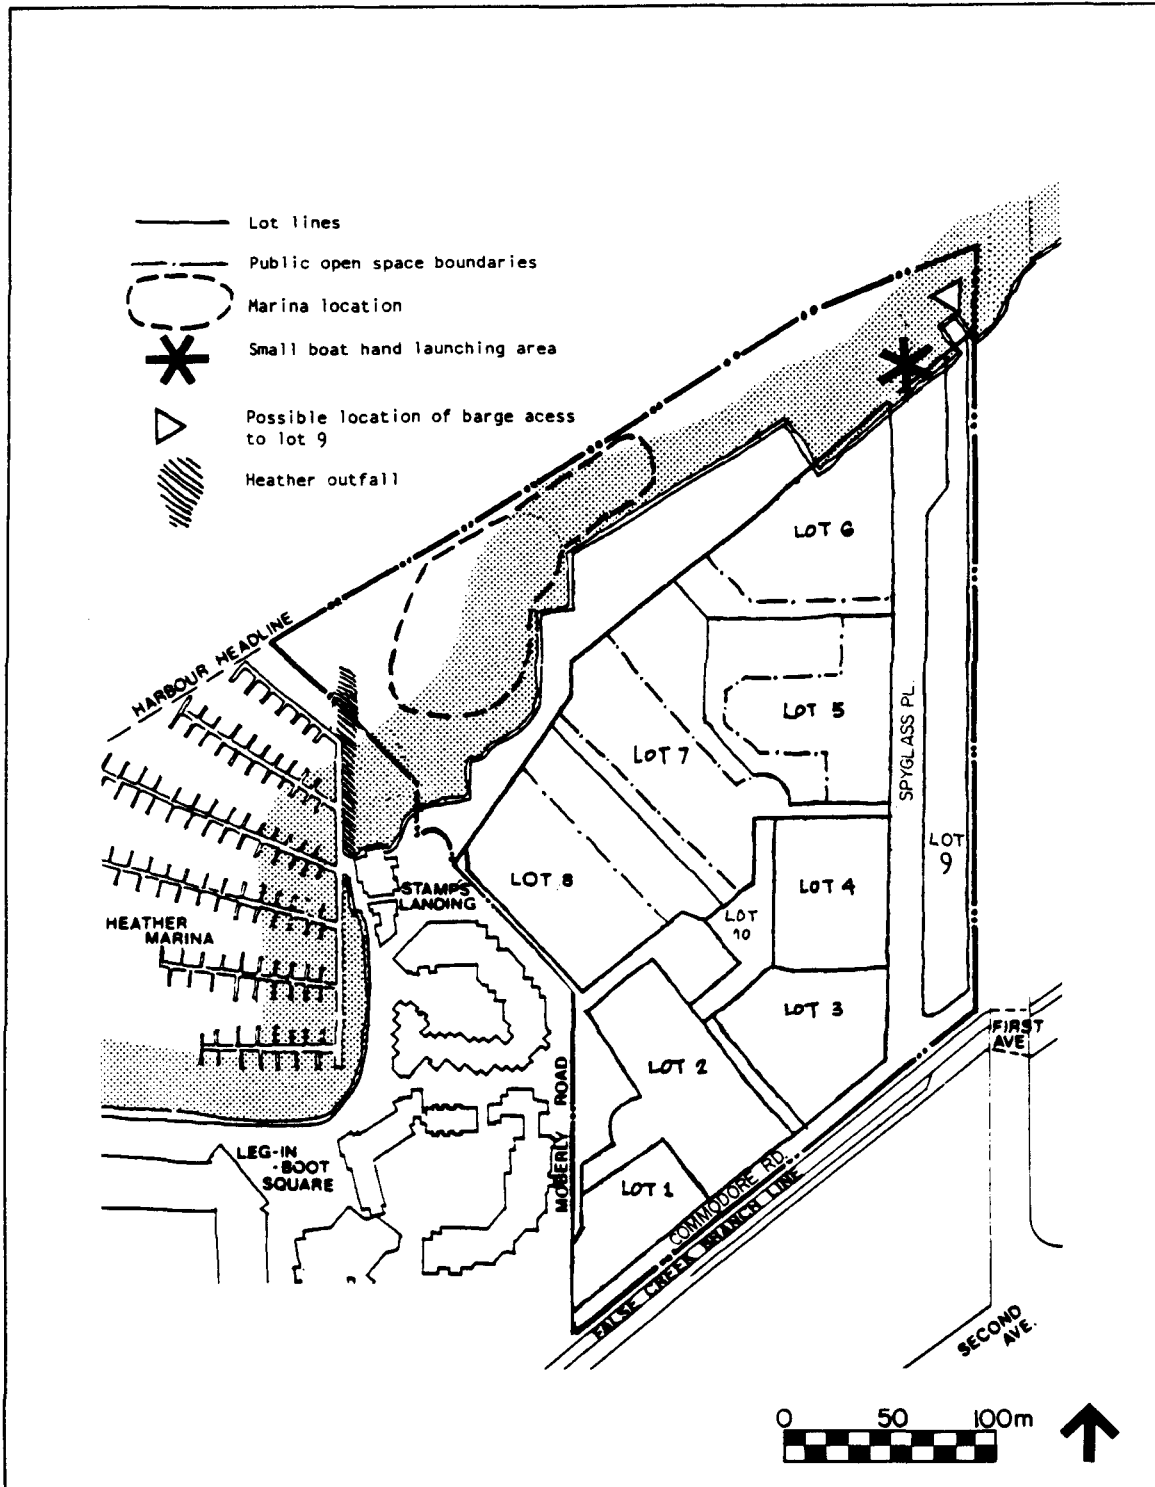 Lot lines
Public open space boundaries
Marina location
Small boat hand launching area
Possible location of barge acess
to lot 9
Heather outfall
HARBOUR HEADLINE
LOT 6
LOT 5
SPYGLASS PL.
LOT 7
LOT
9
LOT 8
LOT 4
STAMPS
LANDING
LOT
10
HEATHER
MARINA
LOT 3
FIRST
AVE
LOT 2
MOBERLY ROAD
LEG-IN
-BOOT
SQUARE
LOT 1
COMMODORE RD.
FALSE CREEK BRANCH LINE
SECOND
AVE.
0 50 100m